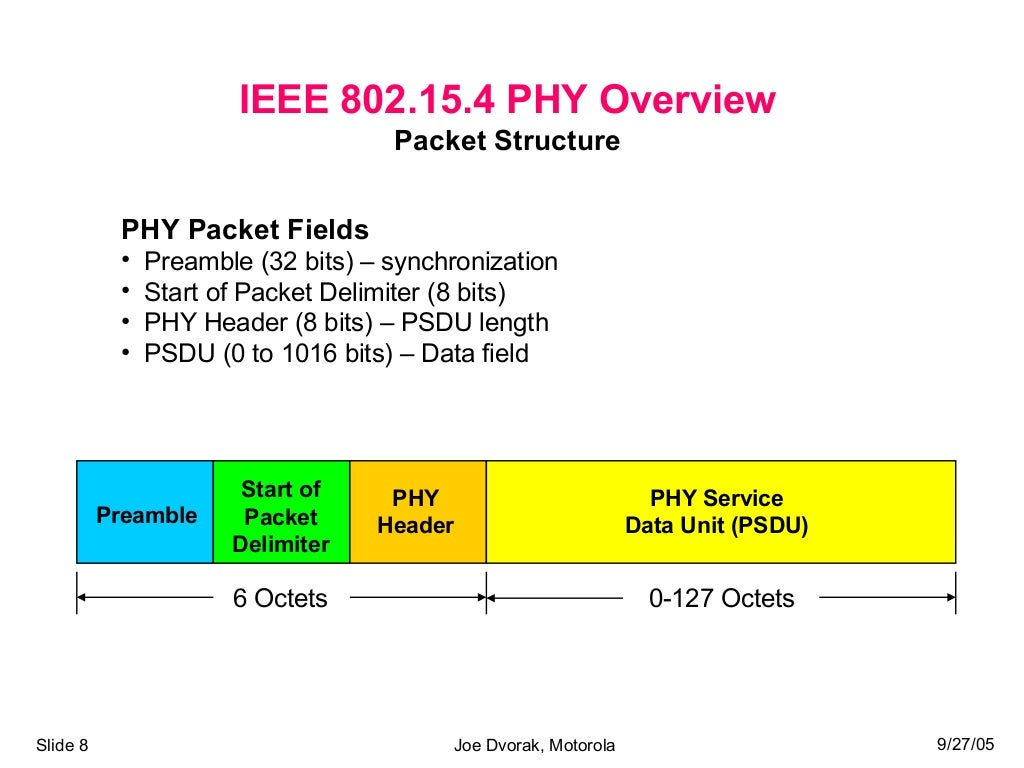 IEEE 802.15.4 PHY Overview
Packet Structure
PHY Packet Fields
• Preamble (32 bits) – synchronization
• Start of Packet Delimiter (8 bits)
• PHY Header (8 bits) – PSDU length
• PSDU (0 to 1016 bits) – Data field
Preamble
Start of
Packet
Delimiter
PHY
Header
PHY Service
Data Unit (PSDU)
6 Octets
0-127 Octets
Slide 8
Joe Dvorak, Motorola
9/27/05